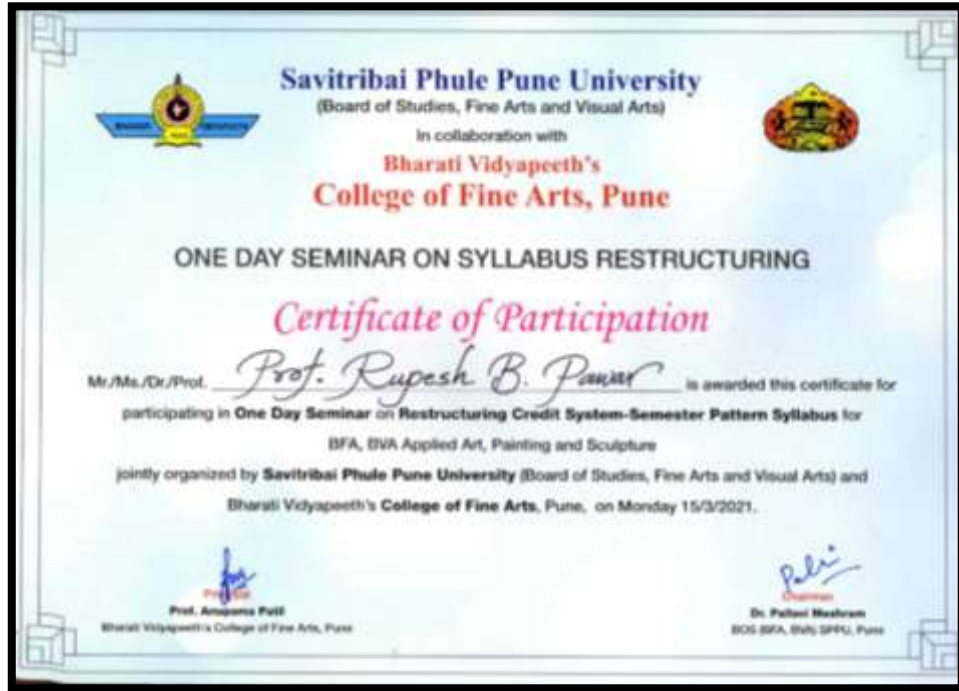 Savitribai Phule Pune University
(Board of Studies, Fine Arts and Visual Arts)
In collaboration with
Bharati Vidyapeeth's
College of Fine Arts, Pune
ONE DAY SEMINAR ON SYLLABUS RESTRUCTURING
Certificate of Participation
Mr./Ms./Dr./Prof. Prof. Rupesh B. Pawar is awarded this certificate for
participating in One Day Seminar on Restructuring Credit System-Semester Pattern Syllabus for
BFA, BVA Applied Art, Painting and Sculpture
jointly organized by Savitribai Phule Pune University (Board of Studies, Fine Arts and Visual Arts) and
Bharati Vidyapeeth's College of Fine Arts, Pune, on Monday 15/3/2021.
Principal
Prof. Anupama Patil
Bharati Vidyapeeth's College of Fine Arts, Pune
Chairman
Dr. Pallavi Meshram
BOS (BFA, BVA) SPPU, Pune